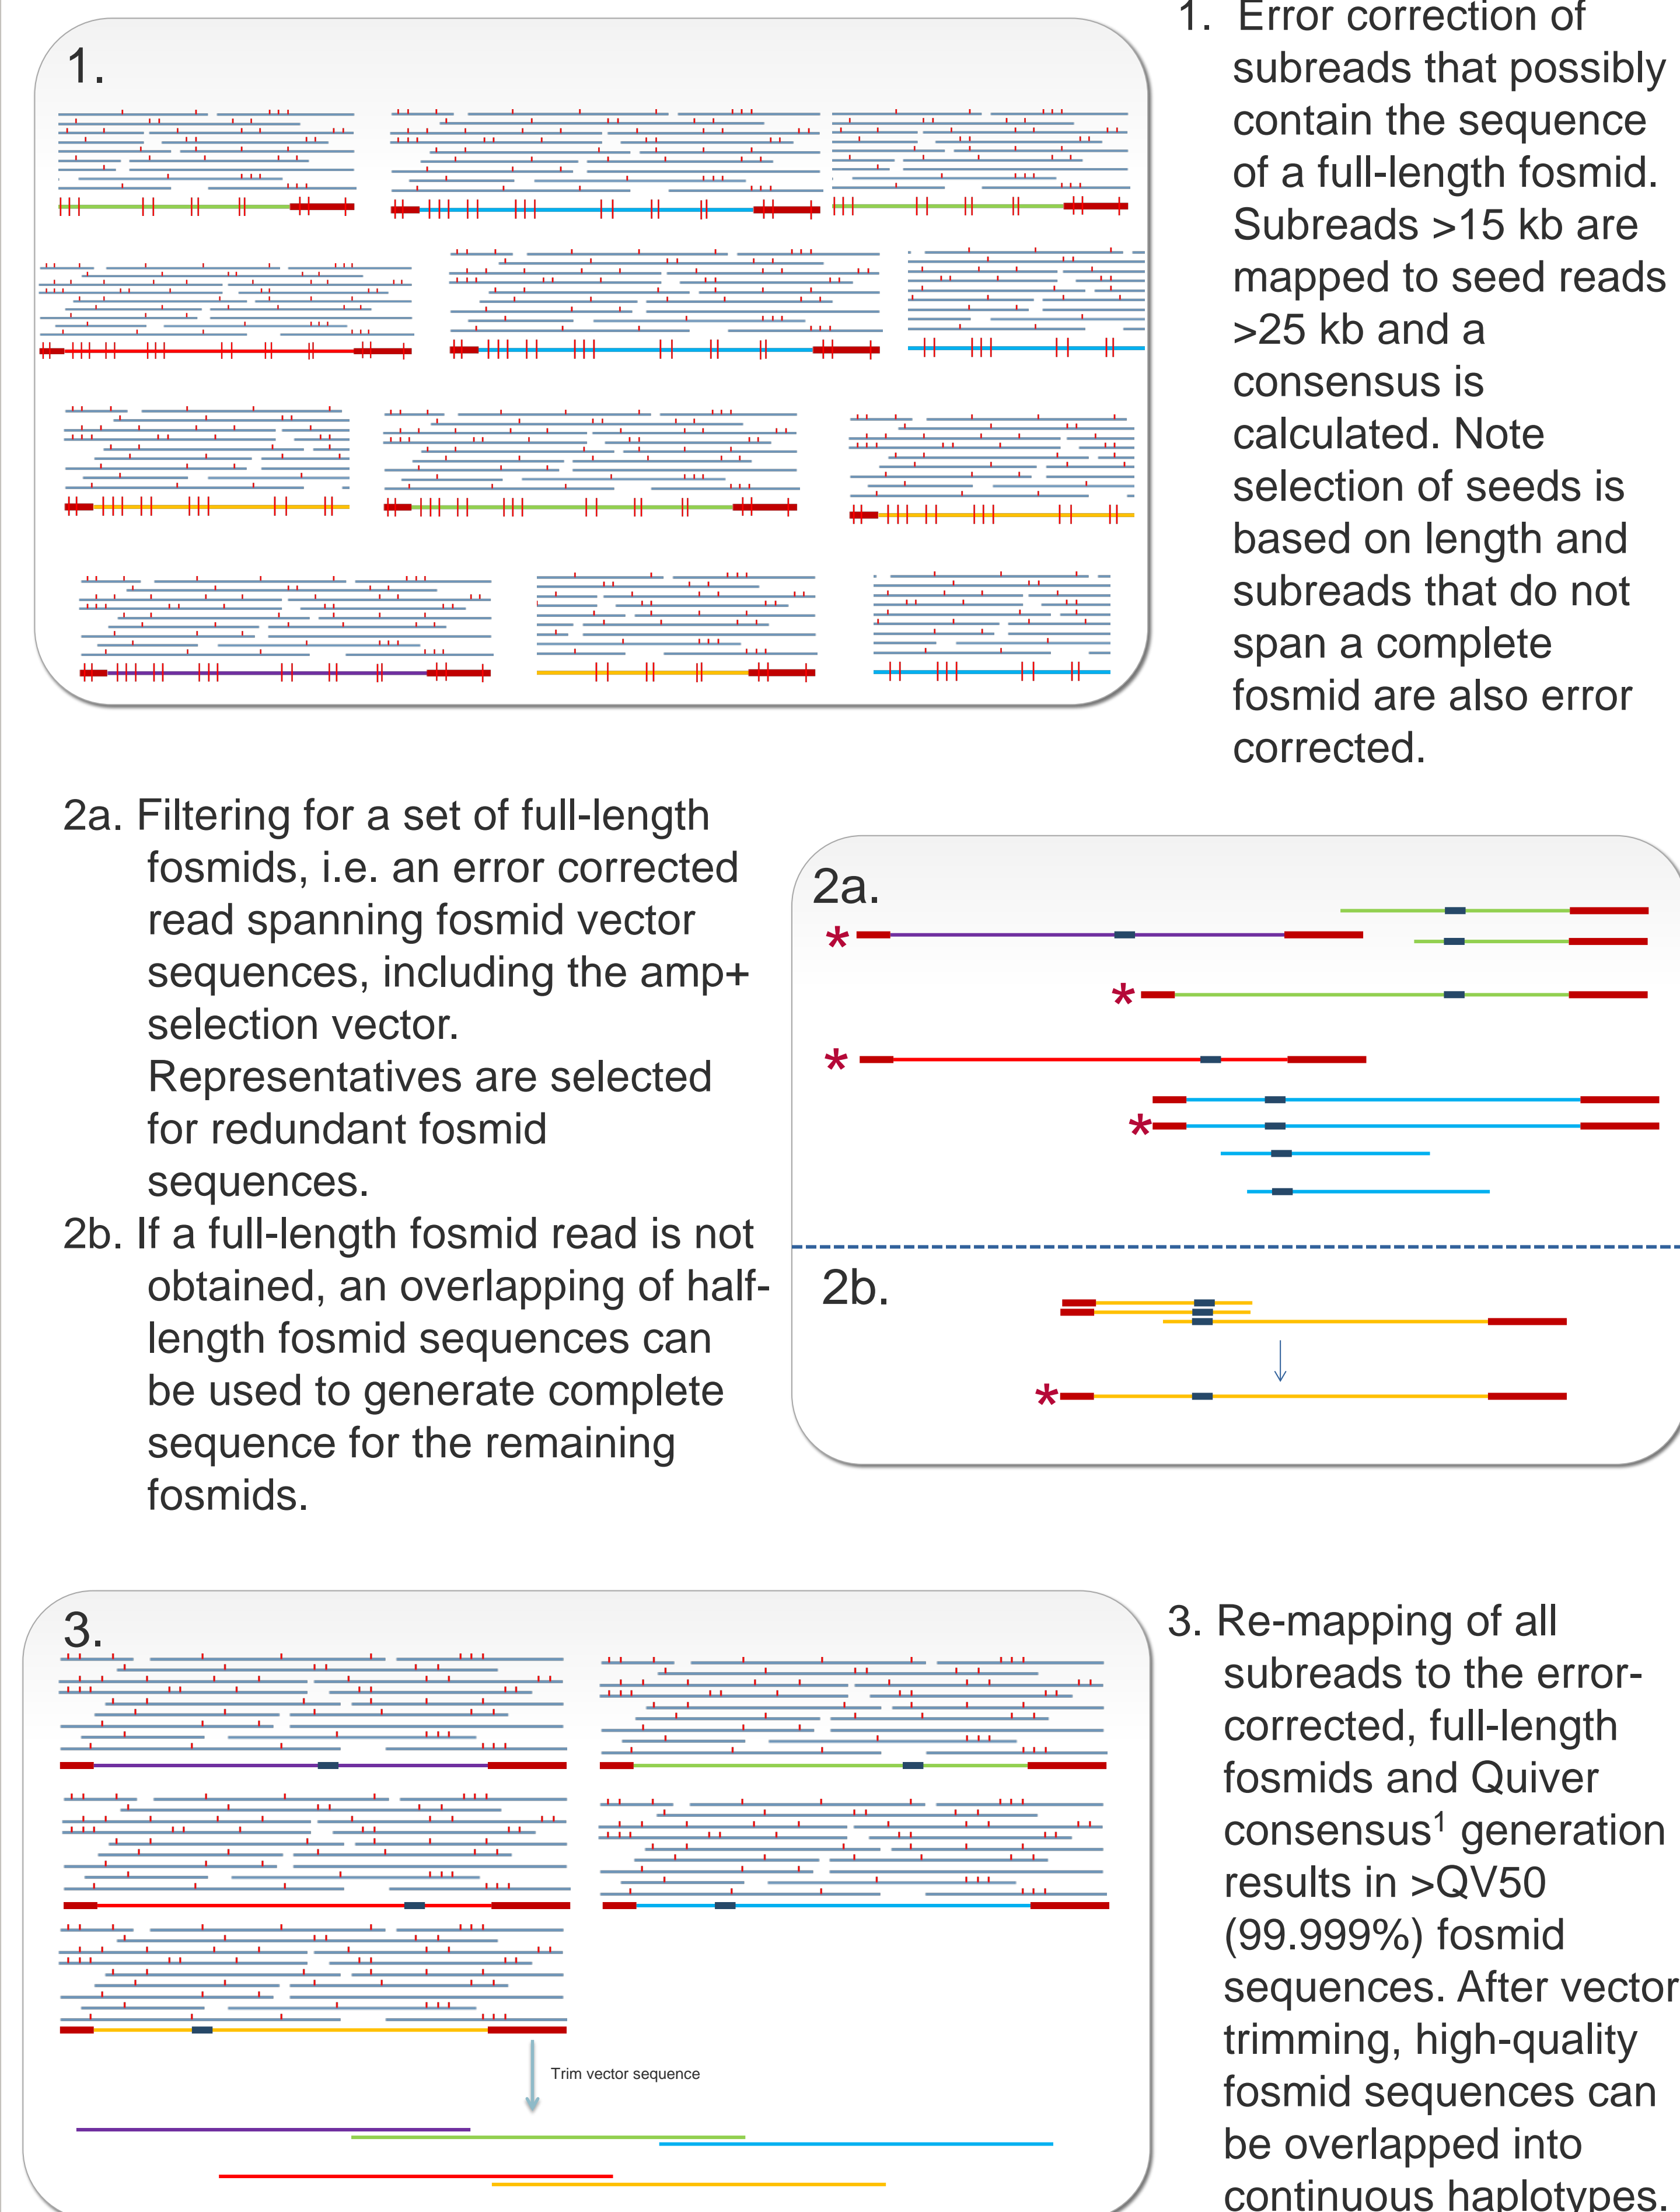 1.
1. Error correction of
subreads that possibly
contain the sequence
of a full-length fosmid.
Subreads >15 kb are
mapped to seed reads
>25 kb and a
consensus is
calculated. Note
selection of seeds is
based on length and
subreads that do not
span a complete
fosmid are also error
corrected.
2a. Filtering for a set of full-length
fosmids, i.e. an error corrected
read spanning fosmid vector
sequences, including the amp+
selection vector.
Representatives are selected
for redundant fosmid
sequences.
2b. If a full-length fosmid read is not
obtained, an overlapping of half-
length fosmid sequences can
be used to generate complete
sequence for the remaining
fosmids.
2a.
*
*
*
*
2b.
*
3.
Trim vector sequence
3. Re-mapping of all
subreads to the error-
corrected, full-length
fosmids and Quiver
consensus¹ generation
results in >QV50
(99.999%) fosmid
sequences. After vector
trimming, high-quality
fosmid sequences can
be overlapped into
continuous haplotypes.